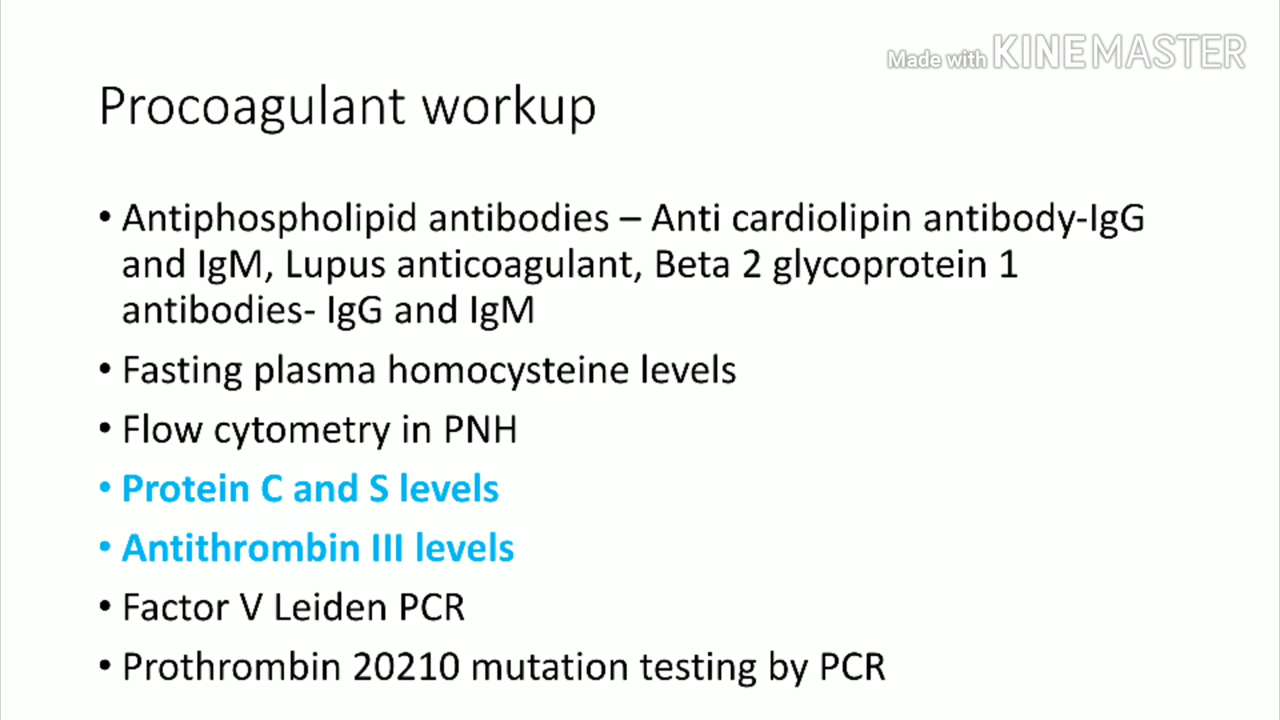 Made with KINEMASTER
Procoagulant workup
• Antiphospholipid antibodies – Anti cardiolipin antibody-IgG
and IgM, Lupus anticoagulant, Beta 2 glycoprotein 1
antibodies- IgG and IgM
• Fasting plasma homocysteine levels
• Flow cytometry in PNH
• Protein C and S levels
• Antithrombin III levels
• Factor V Leiden PCR
• Prothrombin 20210 mutation testing by PCR